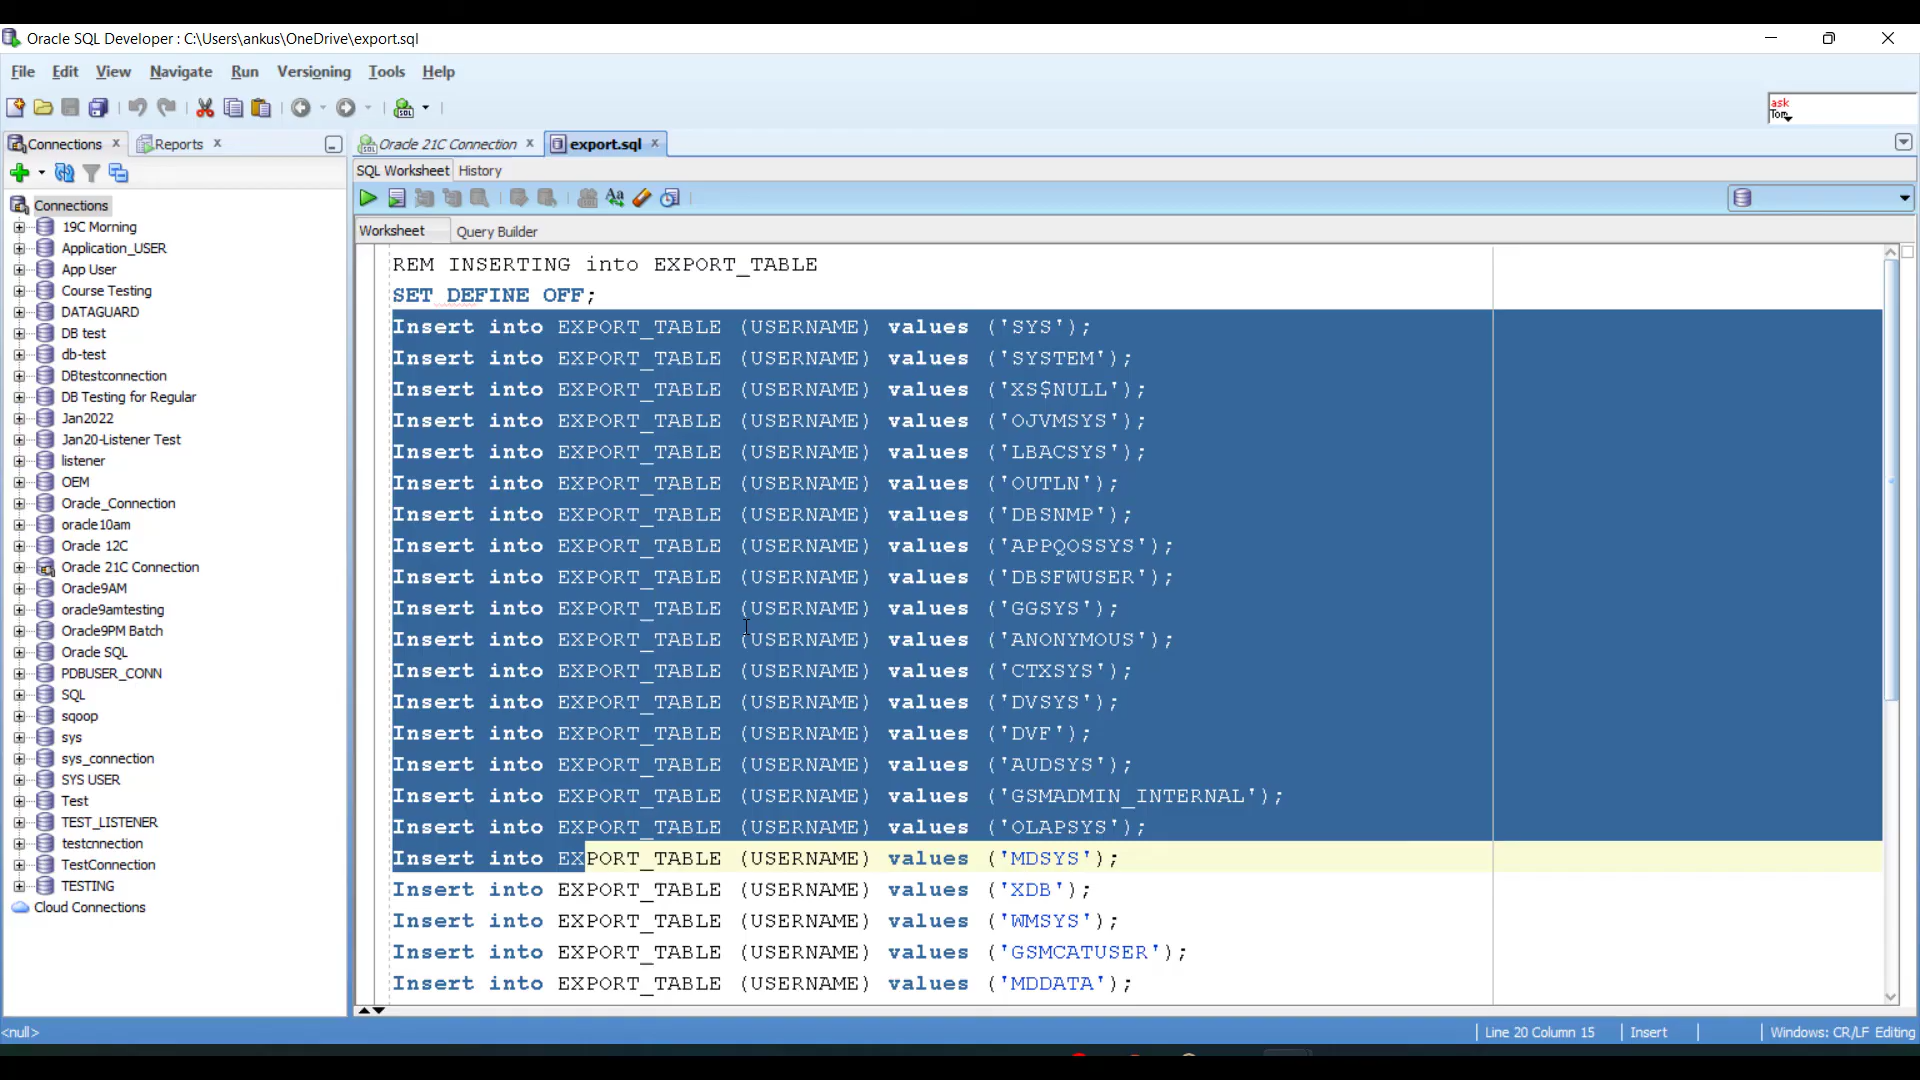 Oracle SQL Developer : C:\Users\ankus\OneDrive\export.sql
File Edit View Navigate Run Versioning Tools Help
ask
Tom
Connections
Reports
Oracle 21C Connection
export.sql
SQL Worksheet History
Worksheet Query Builder
Connections
19C Morning
Application_USER
App User
Course Testing
DATAGUARD
DB test
db-test
DBtestconnection
DB Testing for Regular
Jan2022
Jan20-Listener Test
listener
OEM
Oracle_Connection
oracle10am
Oracle 12C
Oracle 21C Connection
Oracle9AM
oracle9amtesting
Oracle9PM Batch
Oracle SQL
PDBUSER_CONN
SQL
sqoop
sys
sys_connection
SYS USER
Test
TEST_LISTENER
testcnnection
TestConnection
TESTING
Cloud Connections
REM INSERTING into EXPORT_TABLE
SET DEFINE OFF;
Insert into EXPORT_TABLE (USERNAME) values ('SYS');
Insert into EXPORT_TABLE (USERNAME) values ('SYSTEM');
Insert into EXPORT_TABLE (USERNAME) values ('XS$NULL');
Insert into EXPORT_TABLE (USERNAME) values ('OJVMSYS');
Insert into EXPORT_TABLE (USERNAME) values ('LBACSYS');
Insert into EXPORT_TABLE (USERNAME) values ('OUTLN');
Insert into EXPORT_TABLE (USERNAME) values ('DBSNMP');
Insert into EXPORT_TABLE (USERNAME) values ('APPQOSSYS');
Insert into EXPORT_TABLE (USERNAME) values ('DBSFWUSER');
Insert into EXPORT_TABLE (USERNAME) values ('GGSYS');
Insert into EXPORT_TABLE (USERNAME) values ('ANONYMOUS');
Insert into EXPORT_TABLE (USERNAME) values ('CTXSYS');
Insert into EXPORT_TABLE (USERNAME) values ('DVSYS');
Insert into EXPORT_TABLE (USERNAME) values ('DVF');
Insert into EXPORT_TABLE (USERNAME) values ('AUDSYS');
Insert into EXPORT_TABLE (USERNAME) values ('GSMADMIN_INTERNAL');
Insert into EXPORT_TABLE (USERNAME) values ('OLAPSYS');
Insert into EXPORT_TABLE (USERNAME) values ('MDSYS');
Insert into EXPORT_TABLE (USERNAME) values ('XDB');
Insert into EXPORT_TABLE (USERNAME) values ('WMSYS');
Insert into EXPORT_TABLE (USERNAME) values ('GSMCATUSER');
Insert into EXPORT_TABLE (USERNAME) values ('MDDATA');
<null>
Line 20 Column 15 Insert Windows: CR/LF Editing